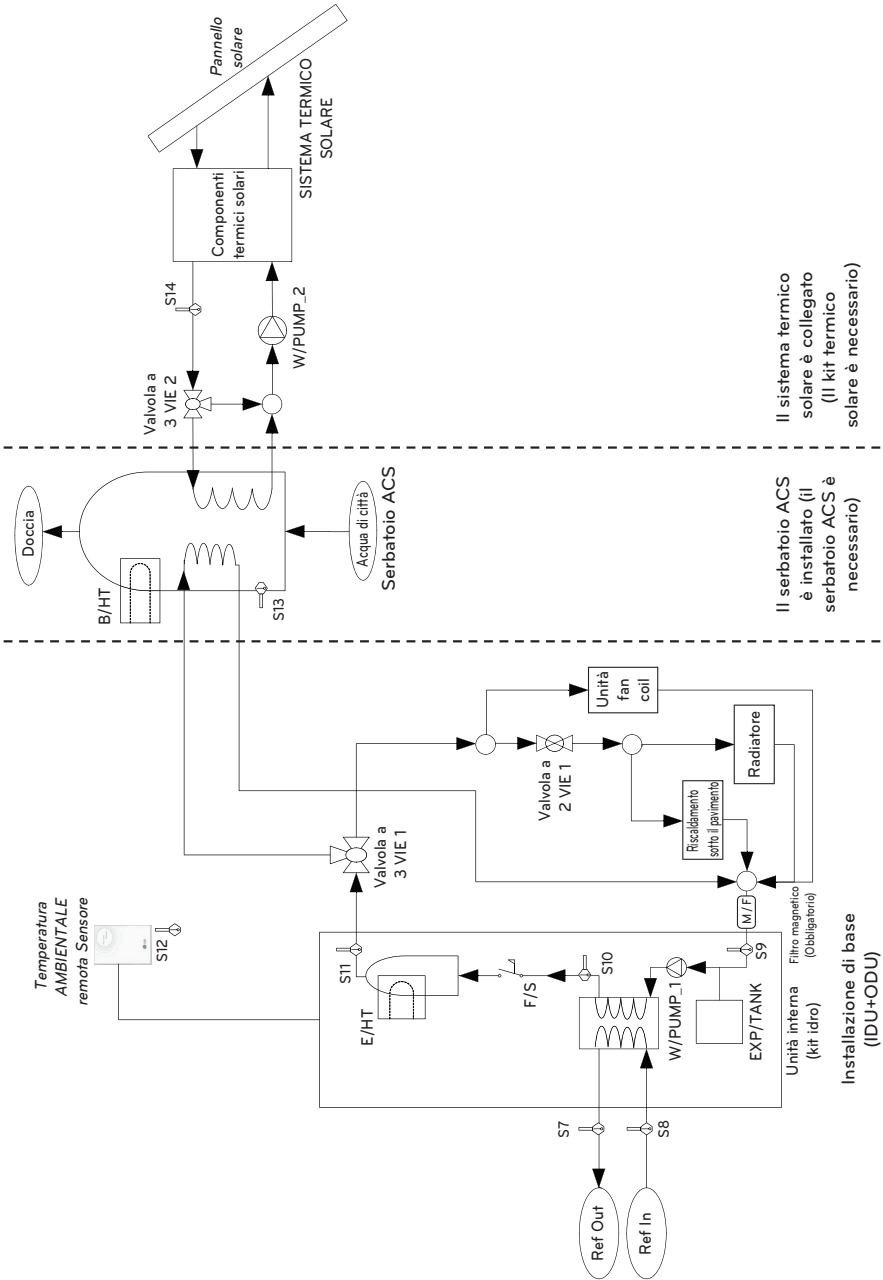 Temperatura
AMBIENTALE
remota Sensore
S12
Ref Out
Ref In
S7
S8
E/HT
S11
F/S
S10
W/PUMP_1
EXP/TANK
S9
M/F
Filtro magnetico
(Obbligatorio)
Unità interna
(kit idro)
Installazione di base
(IDU+ODU)
Valvola a
3 VIE 1
Valvola a
2 VIE 1
Riscaldamento
sotto il pavimento
Radiatore
Unità
fan
coil
Doccia
B/HT
S13
Acqua di città
Serbatoio ACS
Il serbatoio ACS
è installato (il
serbatoio ACS è
necessario)
Valvola a
3 VIE 2
S14
W/PUMP_2
Componenti
termici solari
Pannello
solare
SISTEMA TERMICO
SOLARE
Il sistema termico
solare è collegato
(Il kit termico
solare è necessario)